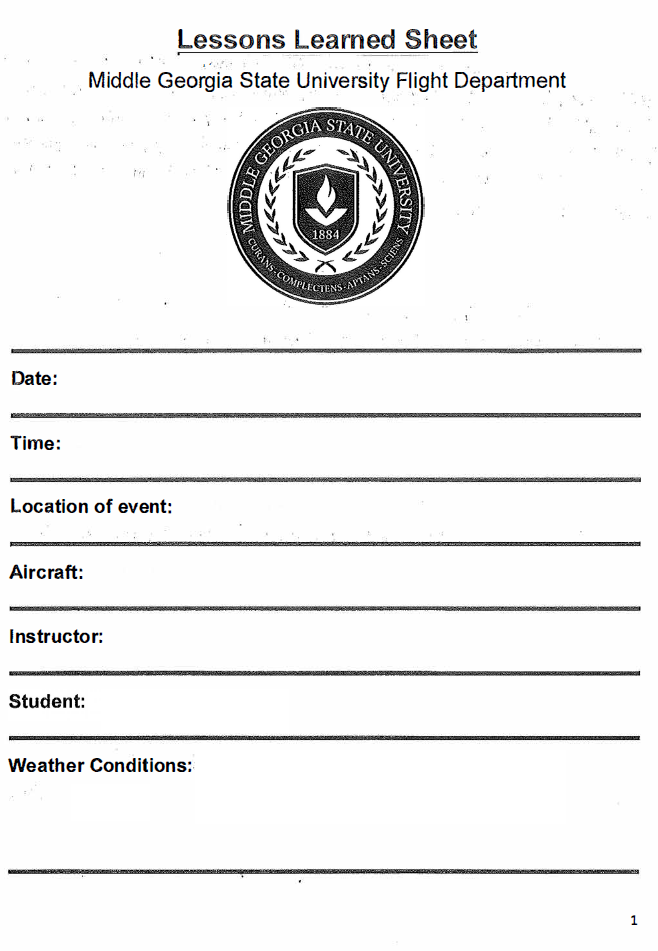 Lessons Learned Sheet
Middle Georgia State University Flight Department
MIDDLE GEORGIA STATE UNIVERSITY
1884
CURANS-COMPLECTENS-APTANS-SCIENS
Date:
Time:
Location of event:
Aircraft:
Instructor:
Student:
Weather Conditions:
1